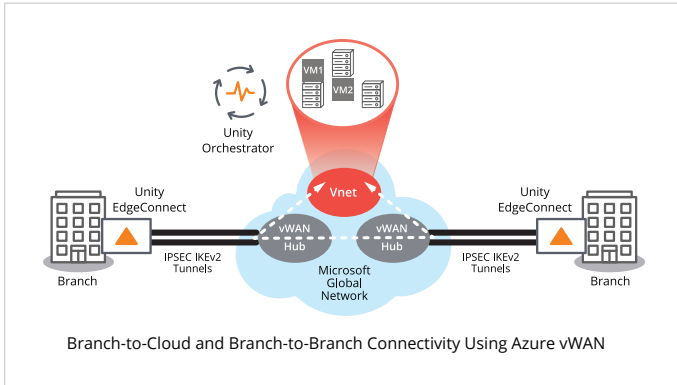 VM1
VM2
Unity
Orchestrator
Vnet
Unity
EdgeConnect
Unity
EdgeConnect
vWAN
Hub
vWAN
Hub
IPSEC IKEv2
Tunnels
IPSEC IKEv2
Tunnels
Branch
Microsoft
Global
Network
Branch
Branch-to-Cloud and Branch-to-Branch Connectivity Using Azure vWAN